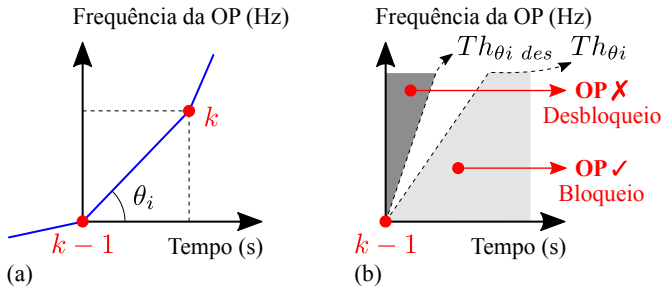 Frequência da OP (Hz)
k
θi
k − 1
Tempo (s)
(a)
Frequência da OP (Hz)
Thθi des
Thθi
OP ✗
Desbloqueio
OP ✓
Bloqueio
k − 1
Tempo (s)
(b)